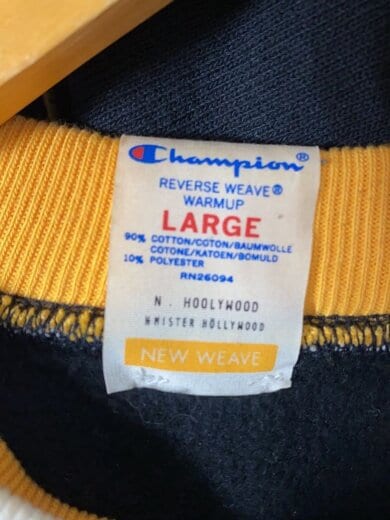 Champion®
REVERSE WEAVE®
WARMUP
LARGE
90% COTTON/COTON/BAUMWOLLE
COTONE/KATOEN/BOMULD
10% POLYESTER
RN26094
N. HOOLYWOOD
NMISTER HOLLYWOOD
NEW WEAVE